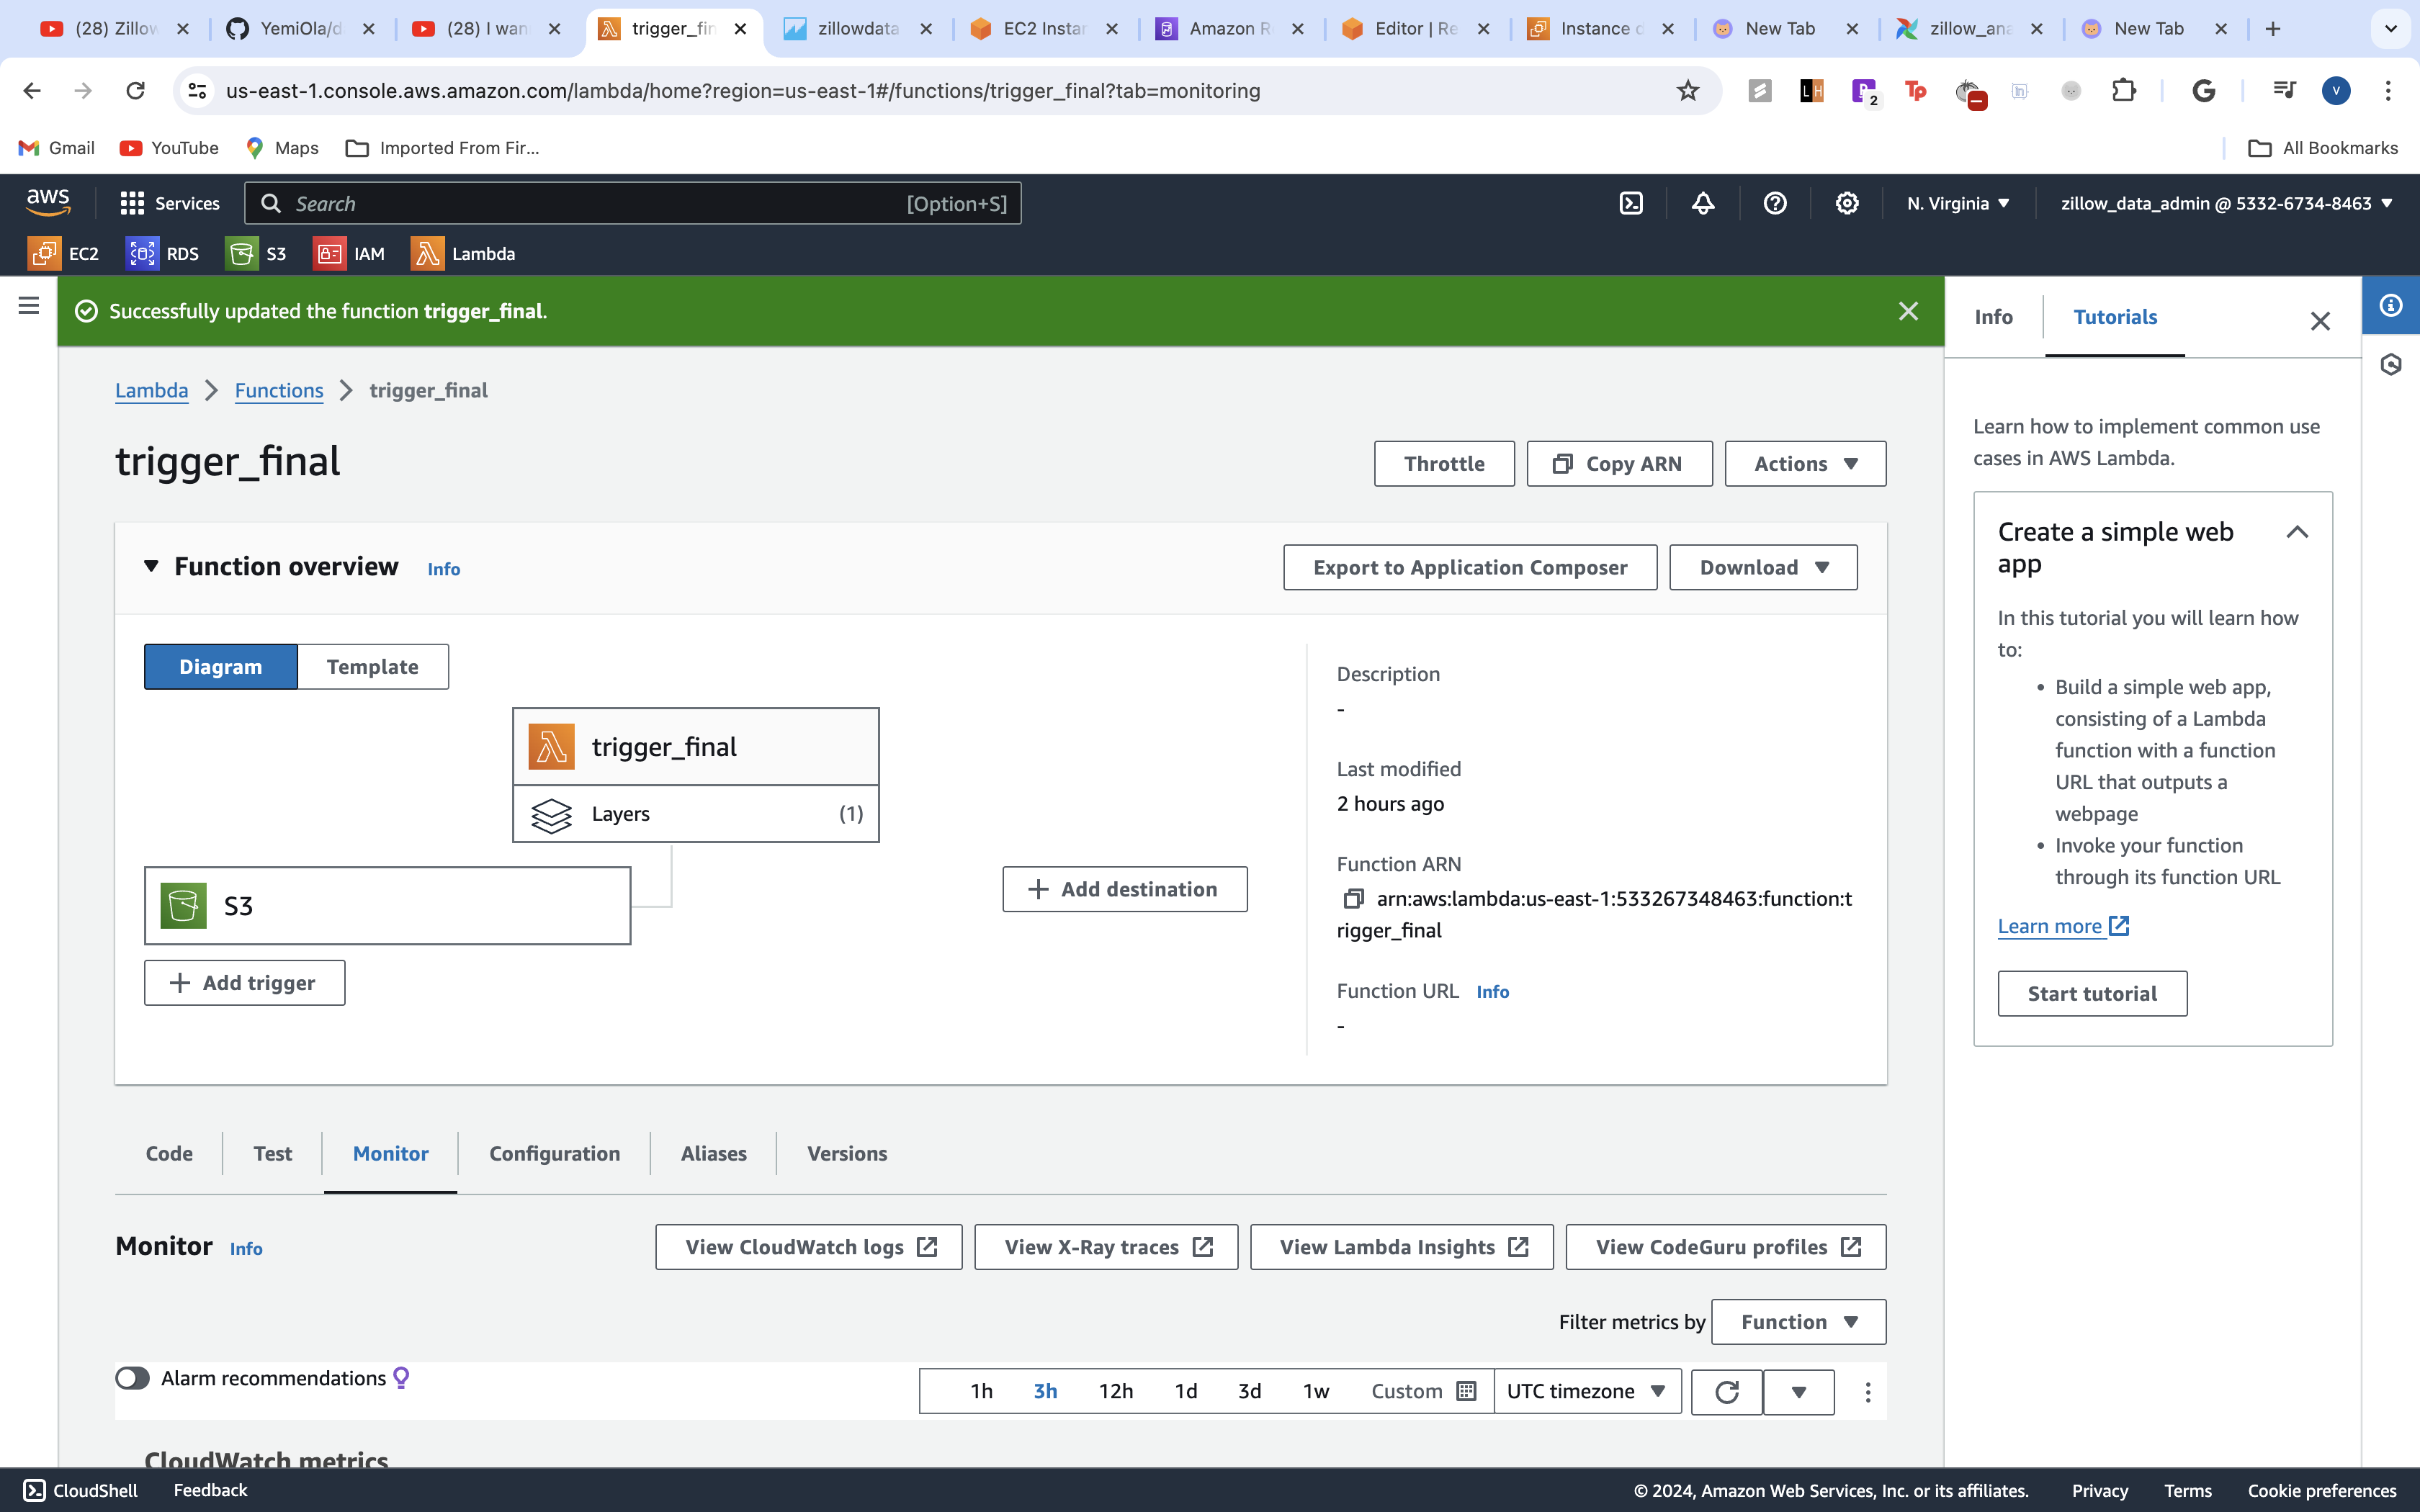 (28) Zillow
YemiOla/d
(28) I wan
trigger_fin
zillowdata
EC2 Instan
Amazon R
Editor | Re
Instance d
New Tab
zillow_ana
New Tab
us-east-1.console.aws.amazon.com/lambda/home?region=us-east-1#/functions/trigger_final?tab=monitoring
Gmail
YouTube
Maps
Imported From Fir...
All Bookmarks
aws
Services
Search
[Option+S]
N. Virginia
zillow_data_admin @ 5332-6734-8463
EC2
RDS
S3
IAM
Lambda
Successfully updated the function trigger_final.
Info
Tutorials
Lambda
Functions
trigger_final
trigger_final
Throttle
Copy ARN
Actions
Learn how to implement common use
cases in AWS Lambda.
Function overview
Info
Export to Application Composer
Download
Create a simple web
app
In this tutorial you will learn how
to:
• Build a simple web app,
consisting of a Lambda
function with a function
URL that outputs a
webpage
• Invoke your function
through its function URL
Learn more
Start tutorial
Diagram
Template
trigger_final
Layers
(1)
S3
Add trigger
Add destination
Description
-
Last modified
2 hours ago
Function ARN
arn:aws:lambda:us-east-1:533267348463:function:t
rigger_final
Function URL Info
-
Code
Test
Monitor
Configuration
Aliases
Versions
Monitor Info
View CloudWatch logs
View X-Ray traces
View Lambda Insights
View CodeGuru profiles
Filter metrics by
Function
Alarm recommendations
1h
3h
12h
1d
3d
1w
Custom
UTC timezone
CloudWatch metrics
CloudShell
Feedback
© 2024, Amazon Web Services, Inc. or its affiliates.
Privacy
Terms
Cookie preferences